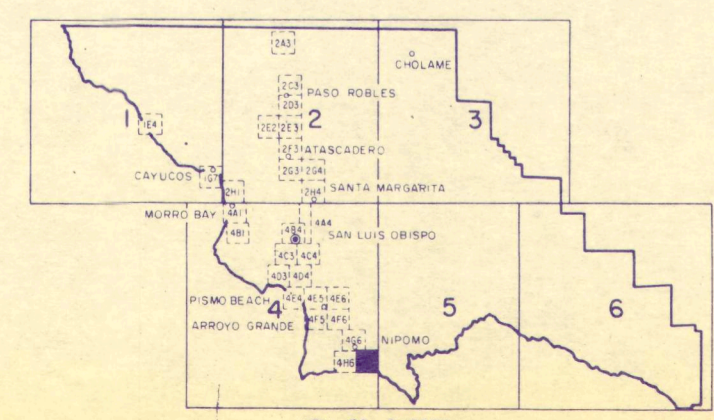 2A3
CHOLAME
2C3
PASO ROBLES
2D3
1
1E4
2E2 2E3
2
3
2F3
ATASCADERO
CAYUCOS
1G7
2G3 2G4
2H1
2H4
SANTA MARGARITA
MORRO BAY
4A1
4A4
4B1
4B4
SAN LUIS OBISPO
4C3 4C4
4D3 4D4
PISMO BEACH
4E4 4E5 4E6
4
5
6
ARROYO GRANDE
4F5 4F6
4G6
NIPOMO
4H6